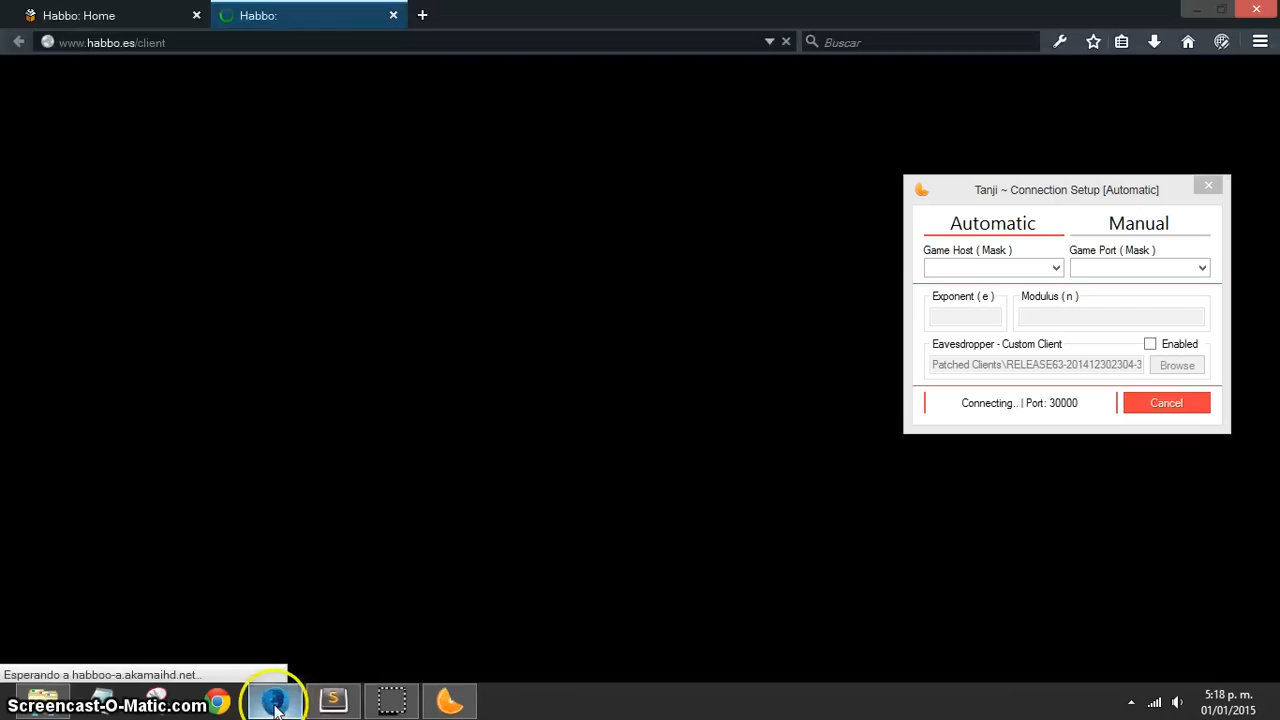 Habbo: Home
Habbo:
www.habbo.es/client
Buscar
Tanji ~ Connection Setup [Automatic]
Automatic
Manual
Game Host ( Mask )
Game Port ( Mask )
Exponent ( e )
Modulus ( n )
Eavesdropper - Custom Client
Enabled
Patched Clients\RELEASE63-201412302304-3
Browse
Connecting.. | Port: 30000
Cancel
Esperando a habboo-a.akamaihd.net...
Screencast-O-Matic.com
S
5:18 p. m.
01/01/2015